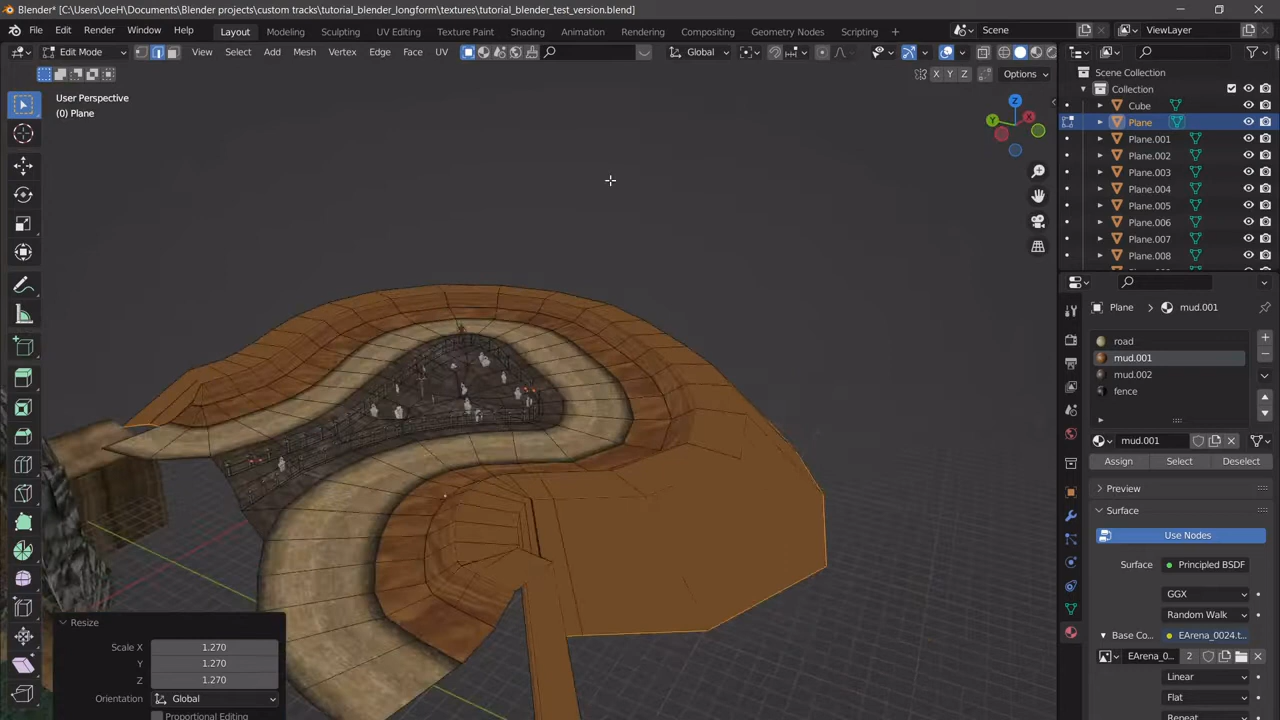 Blender* [C:\Users\JoeH\Documents\Blender projects\custom tracks\tutorial_blender_longform\textures\tutorial_blender_test_version.blend]
File Edit Render Window Help Layout Modeling Sculpting UV Editing Texture Paint Shading Animation Rendering Compositing Geometry Nodes Scripting Scene ViewLayer
Edit Mode View Select Add Mesh Vertex Edge Face UV Global
X Y Z Options
User Perspective
(0) Plane
Z
Y
X
Scene Collection
Collection
Cube
Plane
Plane.001
Plane.002
Plane.003
Plane.004
Plane.005
Plane.006
Plane.007
Plane.008
Plane > mud.001
road
mud.001
mud.002
fence
mud.001
Assign Select Deselect
Preview
Surface
Use Nodes
Surface Principled BSDF
GGX
Random Walk
Base Co... EArena_0024.t...
EArena_0... 2
Linear
Flat
Repeat
Resize
Scale X 1.270
Y 1.270
Z 1.270
Orientation Global
Proportional Editing